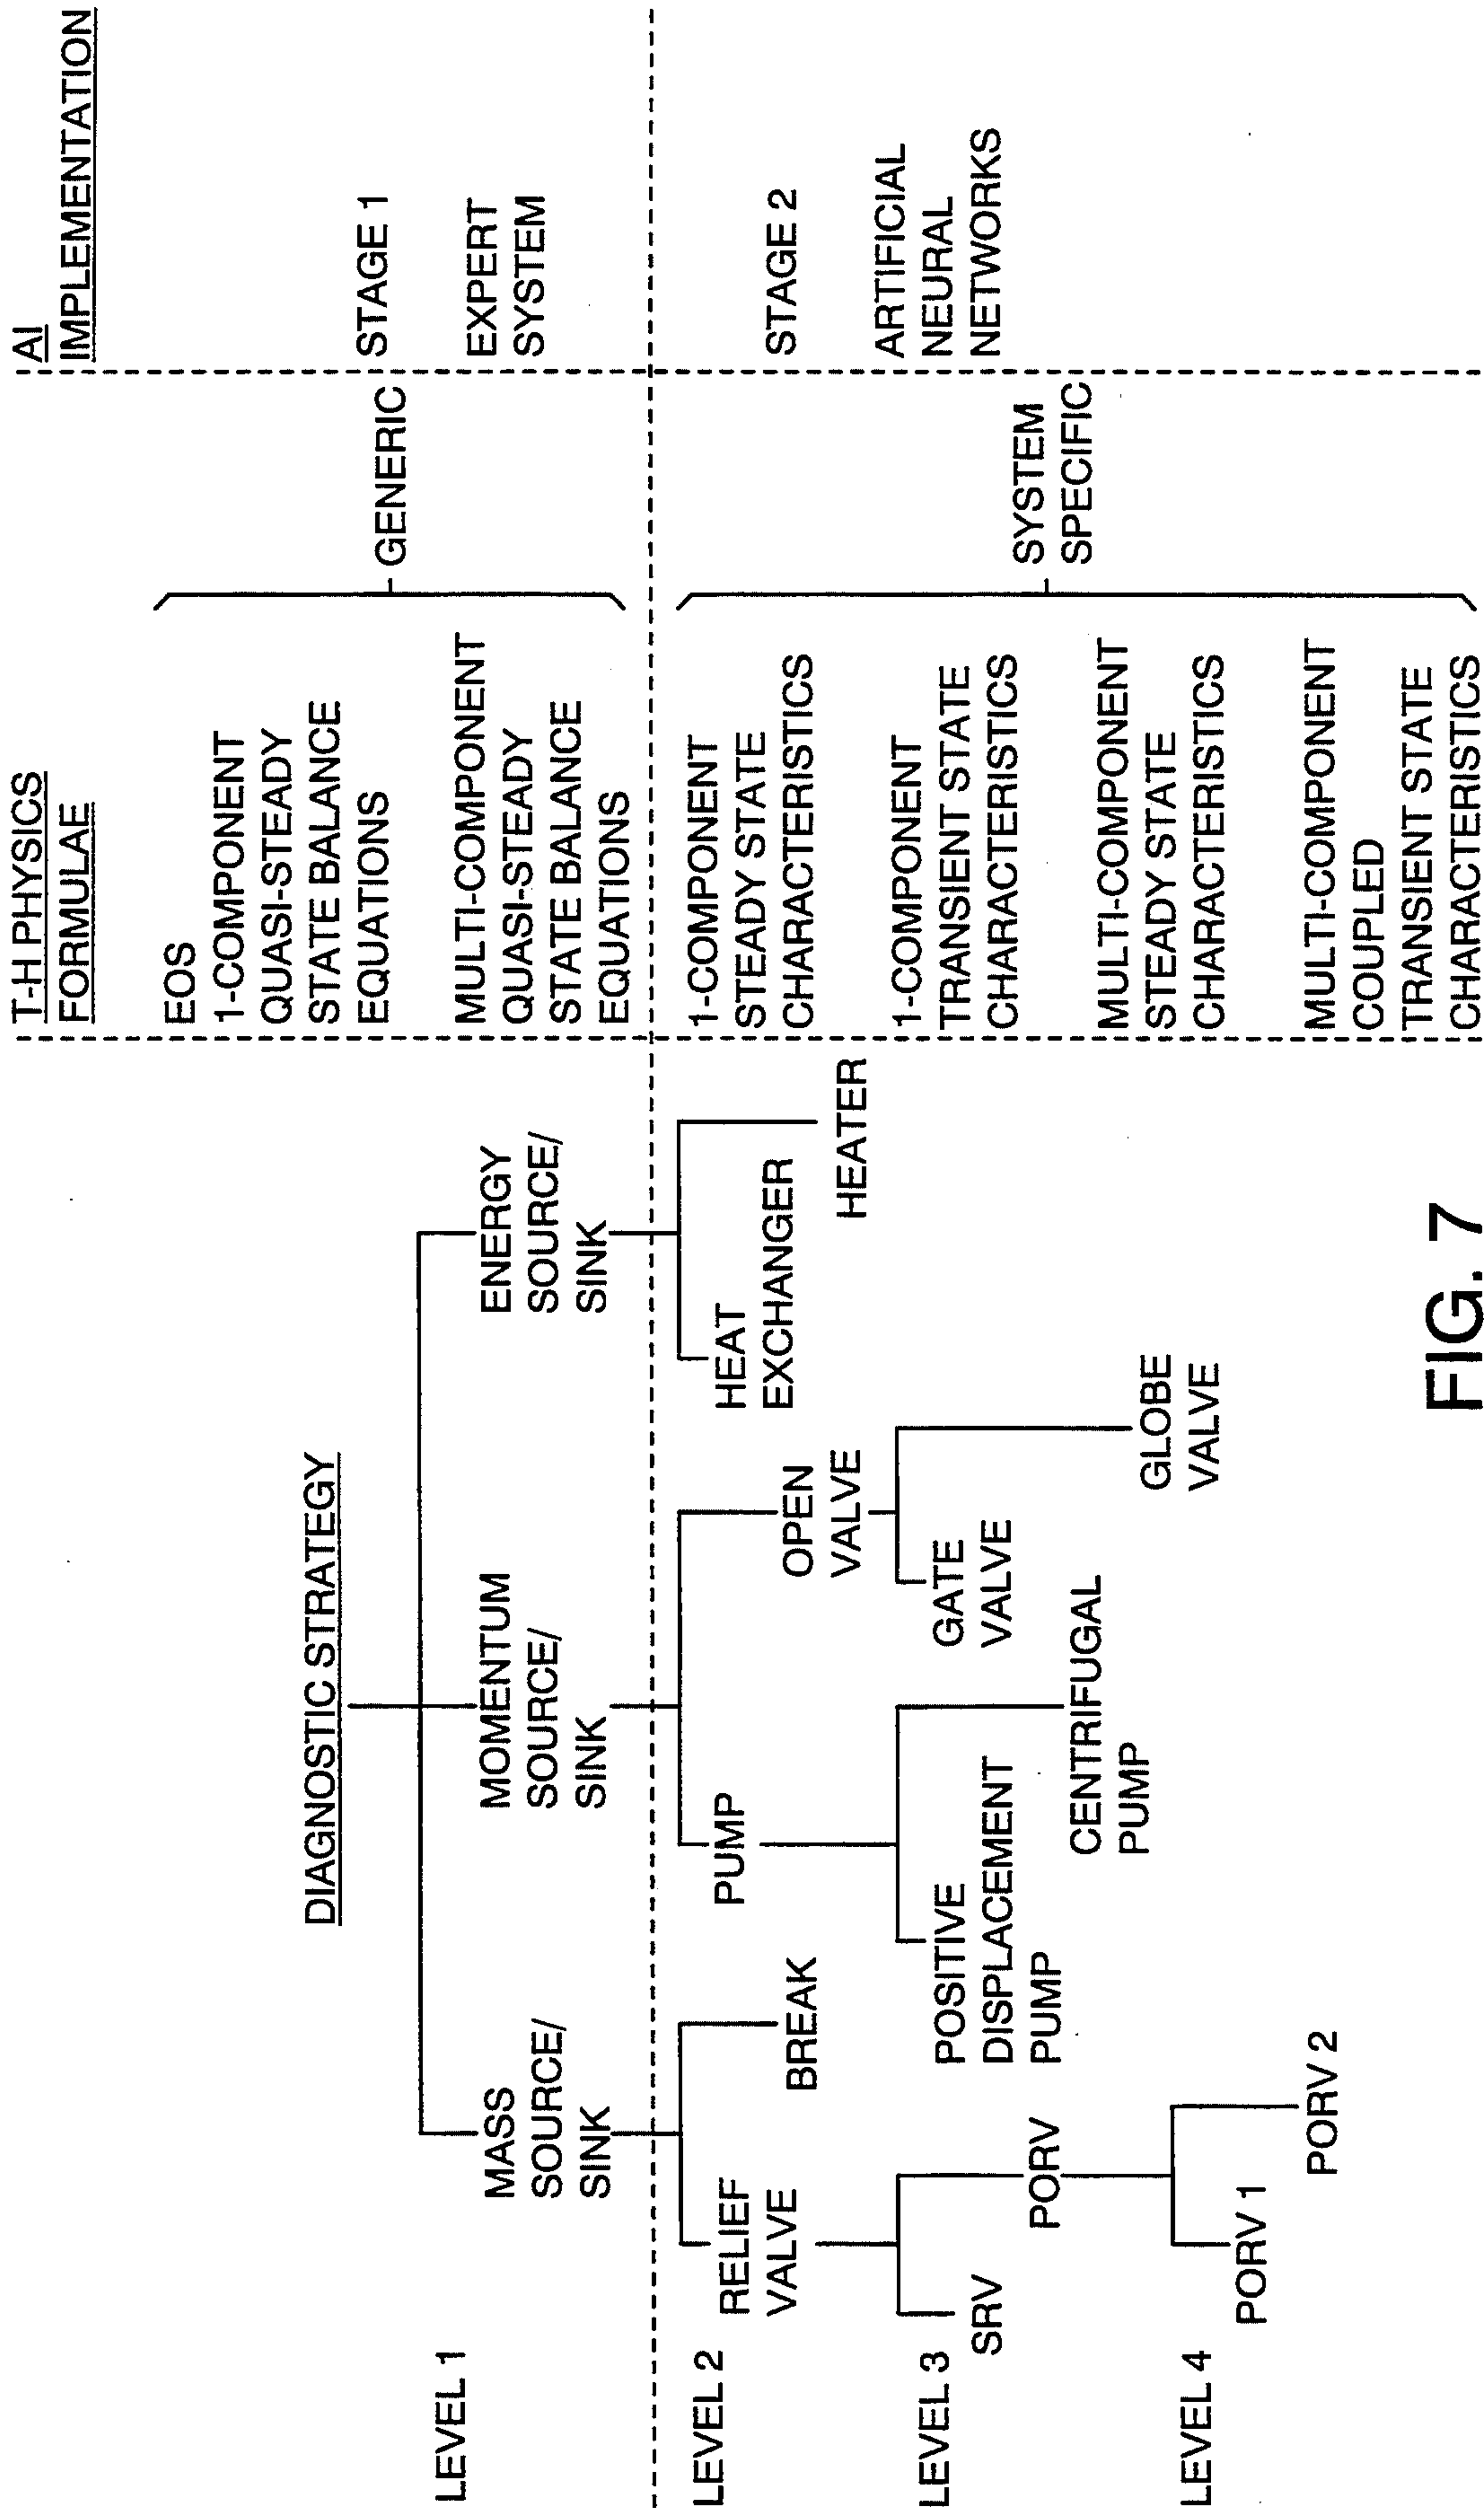 DIAGNOSTIC STRATEGY
LEVEL 1
MASS
SOURCE/
SINK
MOMENTUM
SOURCE/
SINK
ENERGY
SOURCE/
SINK
LEVEL 2
RELIEF
VALVE
BREAK
PUMP
OPEN
VALVE
HEAT
EXCHANGER
HEATER
LEVEL 3
SRV
PORV
POSITIVE
DISPLACEMENT
PUMP
CENTRIFUGAL
PUMP
GATE
VALVE
GLOBE
VALVE
LEVEL 4
PORV 1
PORV 2
T-H PHYSICS
FORMULAE
EOS
1-COMPONENT
QUASI-STEADY
STATE BALANCE
EQUATIONS
MULTI-COMPONENT
QUASI-STEADY
STATE BALANCE
EQUATIONS
GENERIC
1-COMPONENT
STEADY STATE
CHARACTERISTICS
1-COMPONENT
TRANSIENT STATE
CHARACTERISTICS
MULTI-COMPONENT
STEADY STATE
CHARACTERISTICS
MULTI-COMPONENT
COUPLED
TRANSIENT STATE
CHARACTERISTICS
SYSTEM
SPECIFIC
AI
IMPLEMENTATION
STAGE 1
EXPERT
SYSTEM
STAGE 2
ARTIFICIAL
NEURAL
NETWORKS
FIG. 7